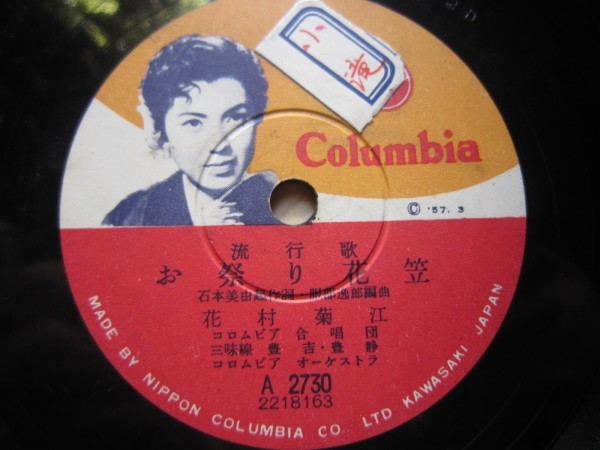 小滝
Columbia
© '57. 3
流行歌
お祭り花笠
石本美由起作詞・服部逸郎編曲
花村菊江
コロムビア 合唱団
三味線 豊吉・豊静
コロムビア オーケストラ
A 2730
2218163
MADE BY NIPPON COLUMBIA CO., LTD KAWASAKI JAPAN